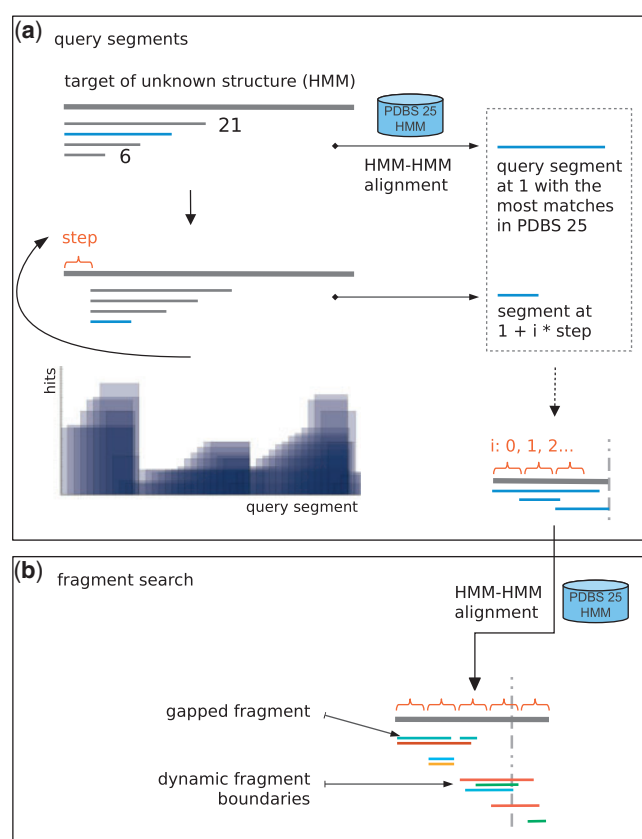 (a) query segments
target of unknown structure (HMM)
21
6
PDBS 25
HMM
HMM-HMM
alignment
query segment
at 1 with the
most matches
in PDBS 25
step
segment at
1 + i * step
hits
query segment
i: 0, 1, 2...
(b) fragment search
HMM-HMM
alignment
PDBS 25
HMM
gapped fragment
dynamic fragment
boundaries